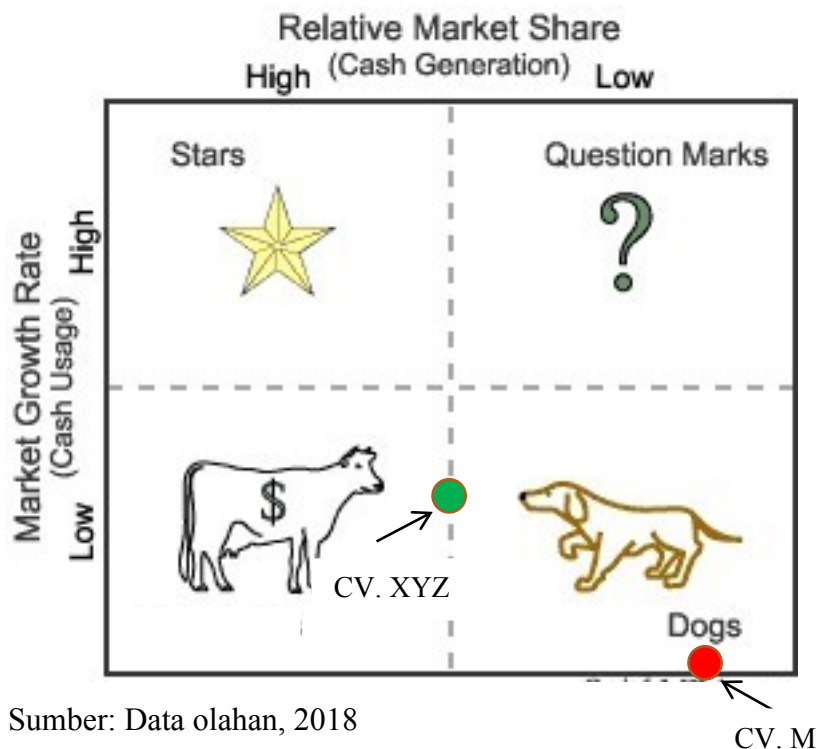 Relative Market Share
(Cash Generation)
High Low
Stars
Question Marks
?
Market Growth Rate
(Cash Usage)
High
Low
$
CV. XYZ
Dogs
Sumber: Data olahan, 2018
CV. M